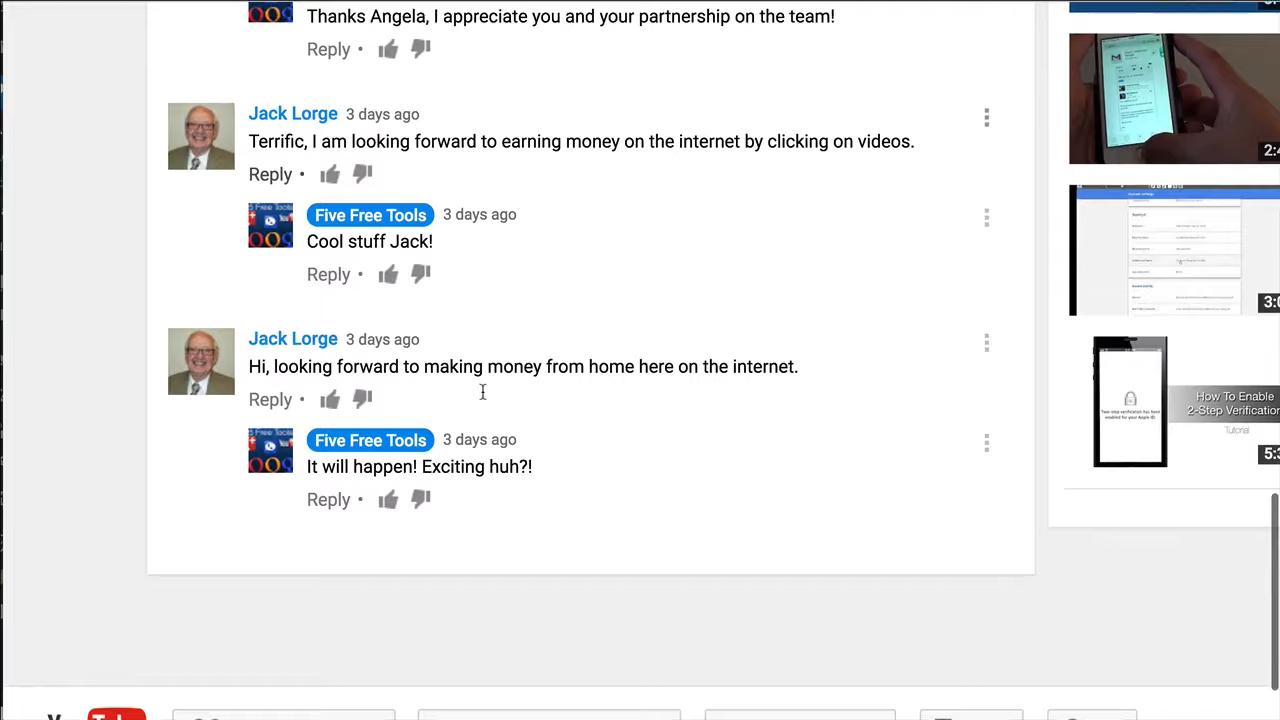 Thanks Angela, I appreciate you and your partnership on the team!
Reply •
Jack Lorge 3 days ago
Terrific, I am looking forward to earning money on the internet by clicking on videos.
Reply •
Five Free Tools 3 days ago
Cool stuff Jack!
Reply •
Jack Lorge 3 days ago
Hi, looking forward to making money from home here on the internet.
Reply •
Five Free Tools 3 days ago
It will happen! Exciting huh?!
Reply •
How To Enable
2-Step Verification
Tutorial